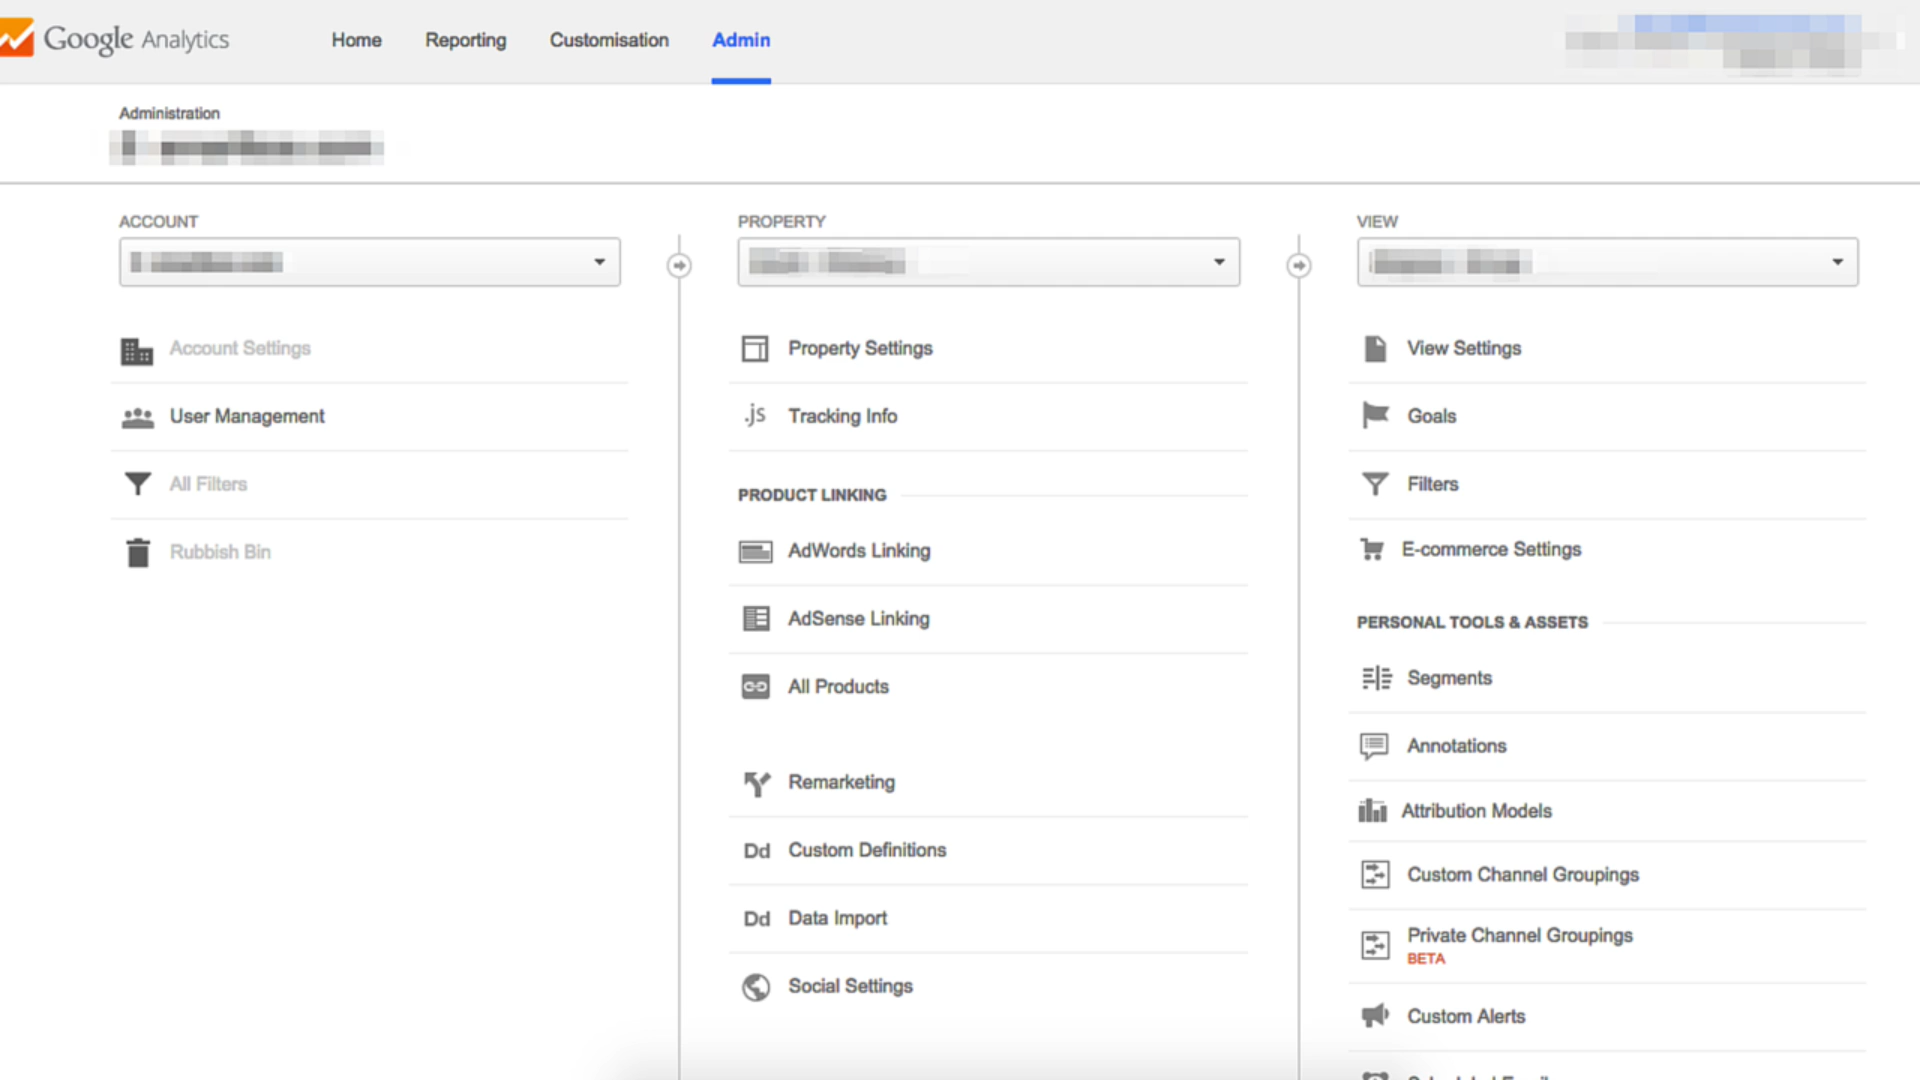 Google Analytics
Home
Reporting
Customisation
Admin
Administration
ACCOUNT
Account Settings
User Management
All Filters
Rubbish Bin
PROPERTY
Property Settings
.js Tracking Info
PRODUCT LINKING
AdWords Linking
AdSense Linking
All Products
Remarketing
Dd Custom Definitions
Dd Data Import
Social Settings
VIEW
View Settings
Goals
Filters
E-commerce Settings
PERSONAL TOOLS & ASSETS
Segments
Annotations
Attribution Models
Custom Channel Groupings
Private Channel Groupings
BETA
Custom Alerts